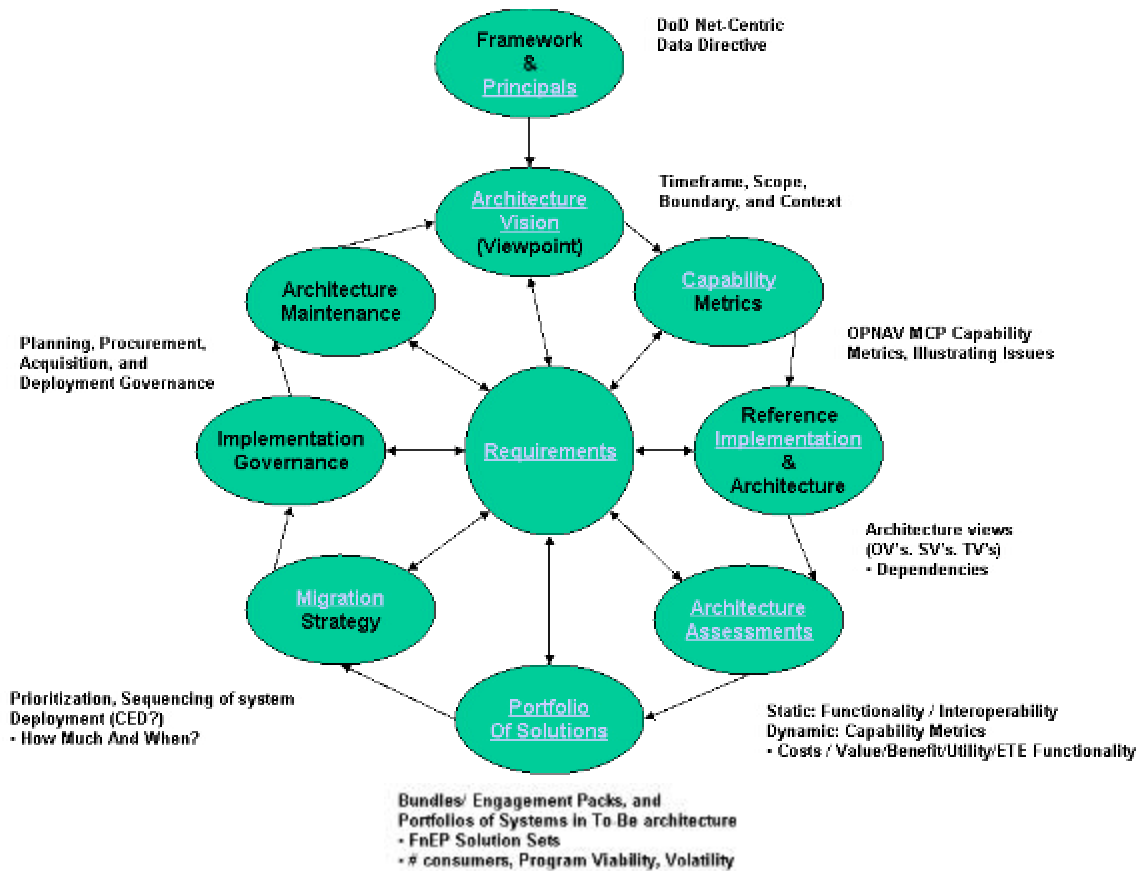 Framework
&
Principals
DoD Net-Centric
Data Directive
Architecture
Vision
(Viewpoint)
Timeframe, Scope,
Boundary, and Context
Capability
Metrics
Architecture
Maintenance
OPNAV MCP Capability
Metrics, Illustrating Issues
Planning, Procurement,
Acquisition, and
Deployment Governance
Reference
Implementation
&
Architecture
Requirements
Implementation
Governance
Architecture views
(OV's. SV's. TV's)
• Dependencies
Migration
Strategy
Architecture
Assessments
Portfolio
Of Solutions
Prioritization, Sequencing of system
Deployment (CED?)
• How Much And When?
Static: Functionality / Interoperability
Dynamic: Capability Metrics
• Costs / Value/Benefit/Utility/ETE Functionality
Bundles/ Engagement Packs, and
Portfolios of Systems in To Be architecture
• FnEP Solution Sets
• # consumers, Program Viability, Volatility